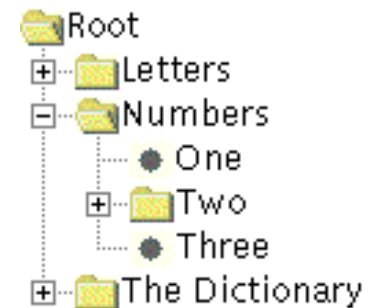 Root
Letters
Numbers
One
Two
Three
The Dictionary